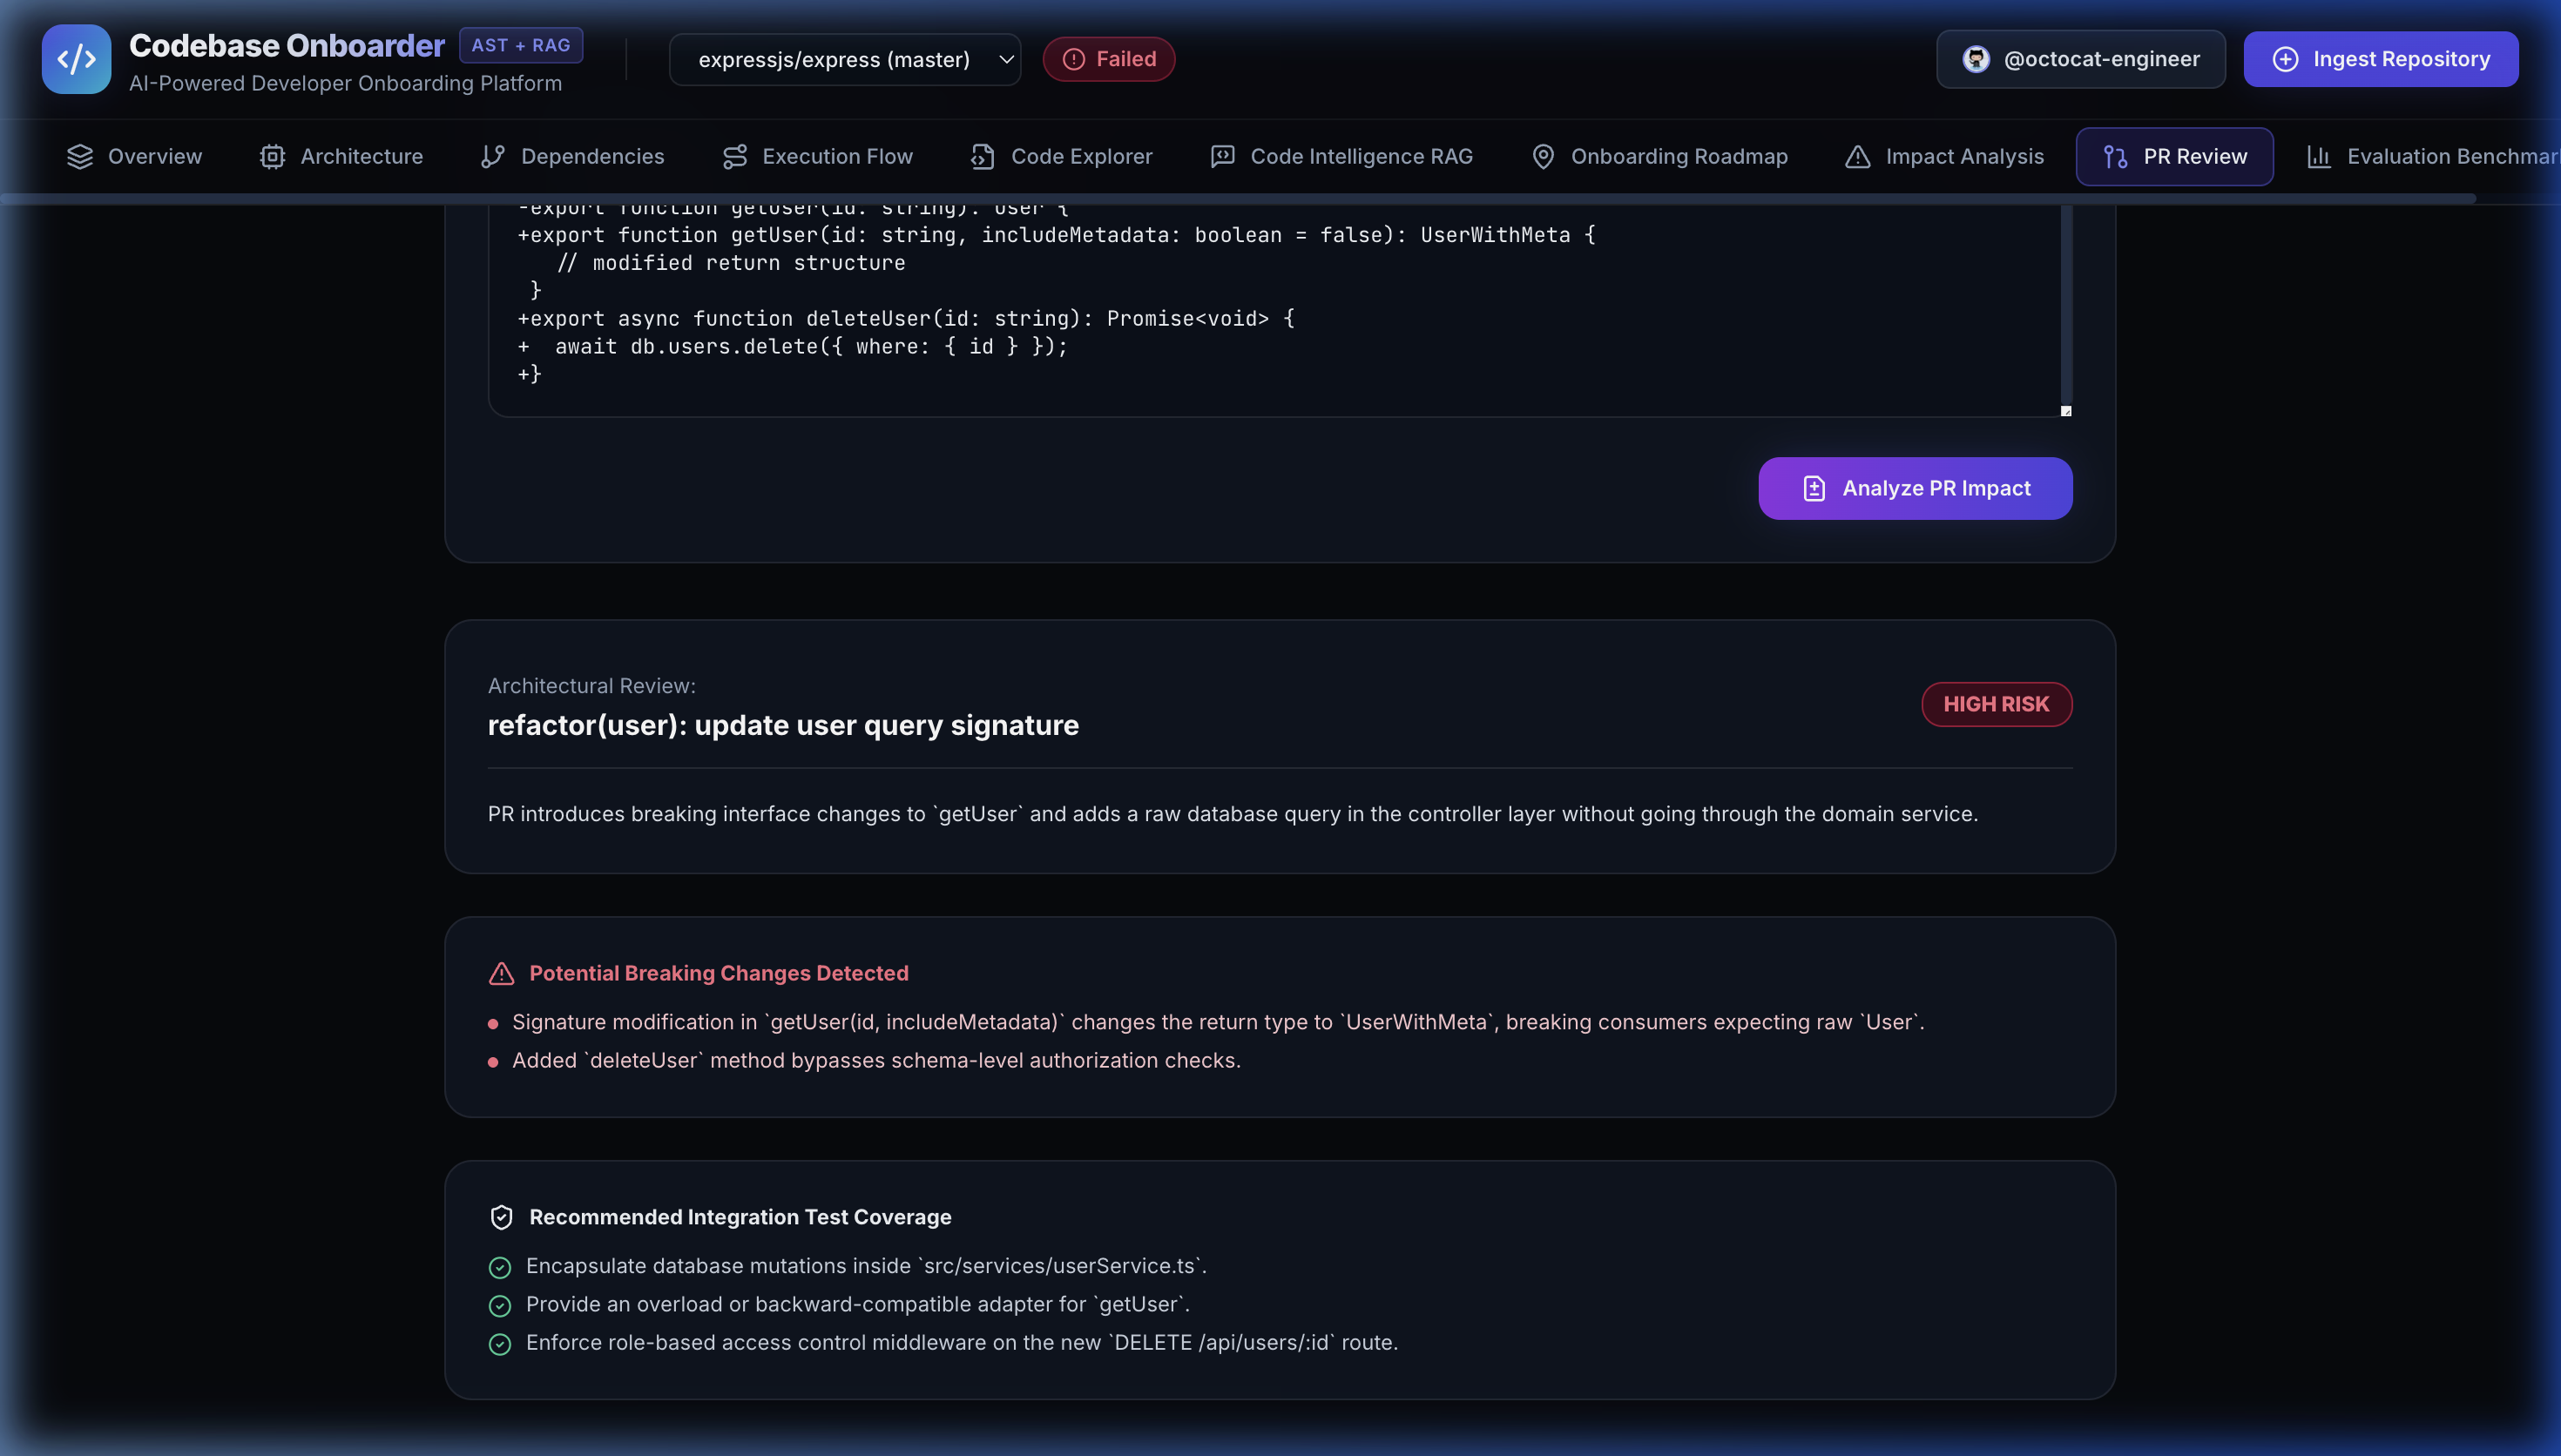 Codebase Onboarder
AST + RAG
AI-Powered Developer Onboarding Platform
expressjs/express (master)
Failed
@octocat-engineer
Ingest Repository
Overview
Architecture
Dependencies
Execution Flow
Code Explorer
Code Intelligence RAG
Onboarding Roadmap
Impact Analysis
PR Review
Evaluation Benchmar
-export function getUser(id: string): User {
+export function getUser(id: string, includeMetadata: boolean = false): UserWithMeta {
// modified return structure
}
+export async function deleteUser(id: string): Promise<void> {
+  await db.users.delete({ where: { id } });
+}
Analyze PR Impact
Architectural Review:
refactor(user): update user query signature
HIGH RISK
PR introduces breaking interface changes to `getUser` and adds a raw database query in the controller layer without going through the domain service.
Potential Breaking Changes Detected
Signature modification in `getUser(id, includeMetadata)` changes the return type to `UserWithMeta`, breaking consumers expecting raw `User`.
Added `deleteUser` method bypasses schema-level authorization checks.
Recommended Integration Test Coverage
Encapsulate database mutations inside `src/services/userService.ts`.
Provide an overload or backward-compatible adapter for `getUser`.
Enforce role-based access control middleware on the new `DELETE /api/users/:id` route.